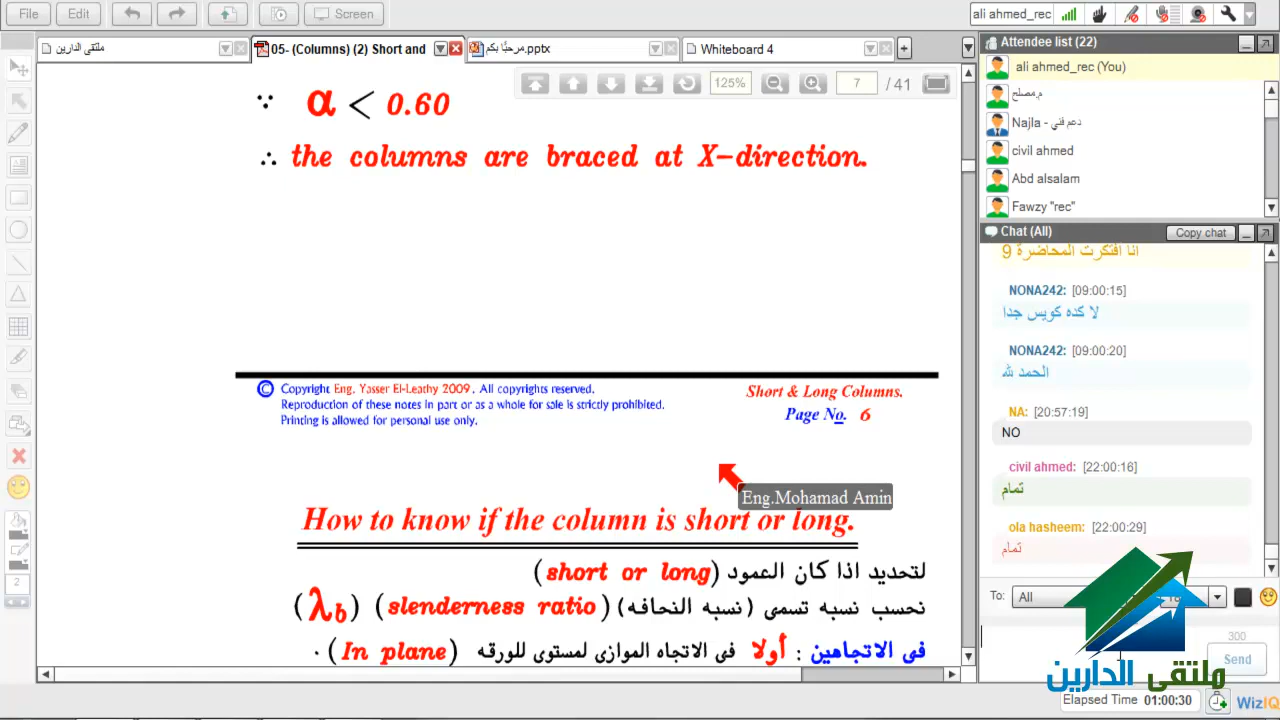 File Edit Screen ali ahmed_rec
ملتقى الدارين 05- (Columns) (2) Short and مرحبًا بكم.pptx Whiteboard 4
125% 7 / 41
∵ α < 0.60
∴ the columns are braced at X-direction.
© Copyright Eng. Yasser El-Leathy 2009. All copyrights reserved.
Reproduction of these notes in part or as a whole for sale is strictly prohibited.
Printing is allowed for personal use only.
Short & Long Columns.
Page No. 6
Eng.Mohamad Amin
How to know if the column is short or long.
لتحديد اذا كان العمود (short or long)
نحسب نسبه تسمى (نسبه النحافه) (slenderness ratio) (λb)
فى الاتجاهين : أولا فى الاتجاه الموازى لمستوى للورقه (In plane) .
2
Attendee list (22)
ali ahmed_rec (You)
م.مصلح
Najla - دعم فني
civil ahmed
Abd alsalam
Fawzy "rec"
Chat (All) Copy chat
انا افتكرت المحاضرة 9
NONA242: [09:00:15]
لا كده كويس جدا
NONA242: [09:00:20]
الحمد لله
NA: [20:57:19]
NO
civil ahmed: [22:00:16]
تمام
ola hasheem: [22:00:29]
تمام
To: All
300
Send
ملتقى الدارين
Elapsed Time 01:00:30 WizIQ